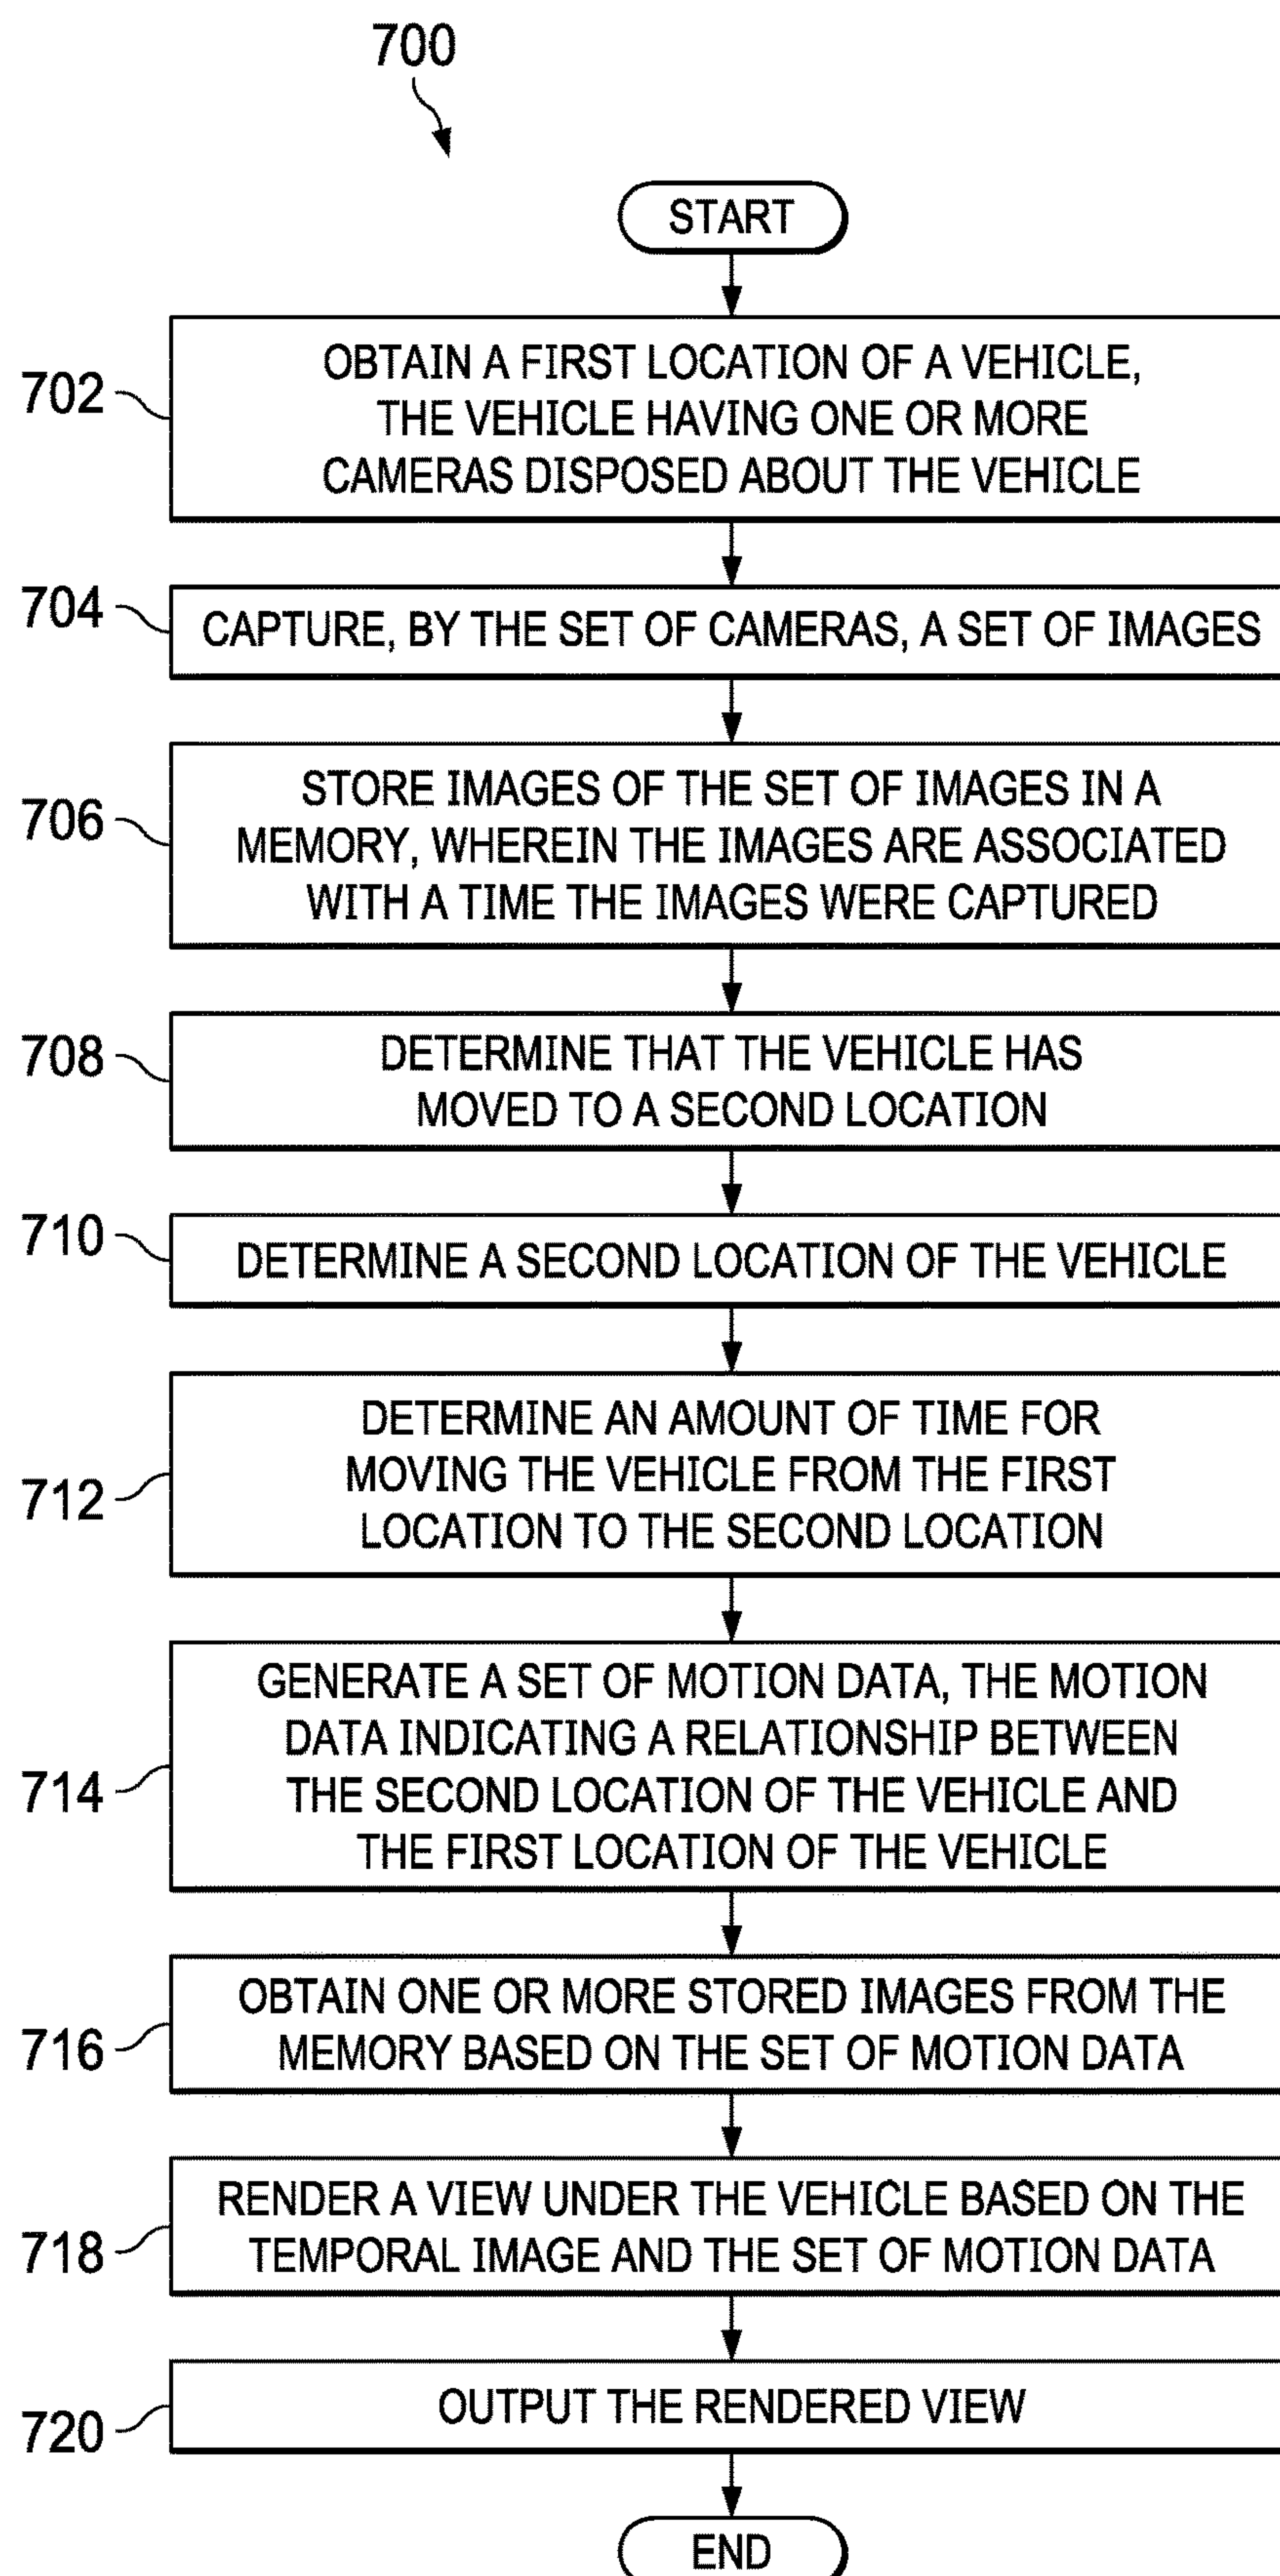 700
START
702
OBTAIN A FIRST LOCATION OF A VEHICLE,
THE VEHICLE HAVING ONE OR MORE
CAMERAS DISPOSED ABOUT THE VEHICLE
704
CAPTURE, BY THE SET OF CAMERAS, A SET OF IMAGES
706
STORE IMAGES OF THE SET OF IMAGES IN A
MEMORY, WHEREIN THE IMAGES ARE ASSOCIATED
WITH A TIME THE IMAGES WERE CAPTURED
708
DETERMINE THAT THE VEHICLE HAS
MOVED TO A SECOND LOCATION
710
DETERMINE A SECOND LOCATION OF THE VEHICLE
712
DETERMINE AN AMOUNT OF TIME FOR
MOVING THE VEHICLE FROM THE FIRST
LOCATION TO THE SECOND LOCATION
714
GENERATE A SET OF MOTION DATA, THE MOTION
DATA INDICATING A RELATIONSHIP BETWEEN
THE SECOND LOCATION OF THE VEHICLE AND
THE FIRST LOCATION OF THE VEHICLE
716
OBTAIN ONE OR MORE STORED IMAGES FROM THE
MEMORY BASED ON THE SET OF MOTION DATA
718
RENDER A VIEW UNDER THE VEHICLE BASED ON THE
TEMPORAL IMAGE AND THE SET OF MOTION DATA
720
OUTPUT THE RENDERED VIEW
END